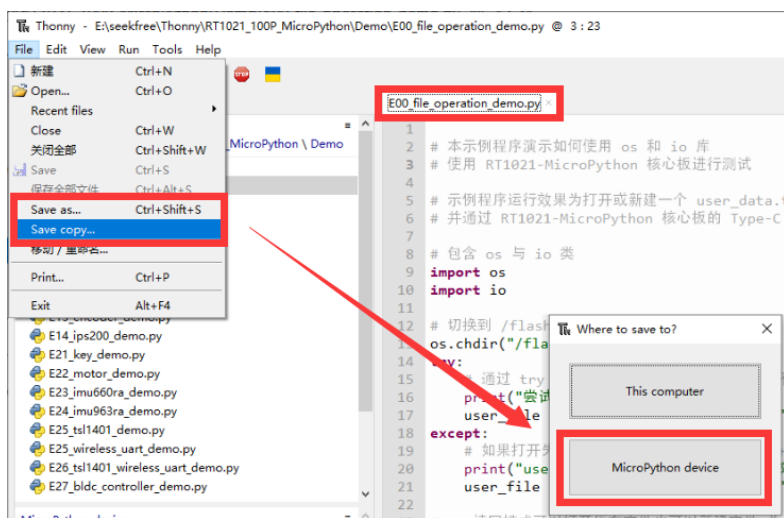 Thonny - E:\seekfree\Thonny\RT1021_100P_MicroPython\Demo\E00_file_operation_demo.py @ 3 : 23
File Edit View Run Tools Help
新建 Ctrl+N
Open... Ctrl+O
Recent files
Close Ctrl+W
关闭全部 Ctrl+Shift+W
Save Ctrl+S
保存全部文件 Ctrl+Alt+S
Save as... Ctrl+Shift+S
Save copy...
移动 / 重命名...
Print... Ctrl+P
Exit Alt+F4
STOP
_MicroPython \ Demo
E14_ips200_demo.py
E21_key_demo.py
E22_motor_demo.py
E23_imu660ra_demo.py
E24_imu963ra_demo.py
E25_tsl1401_demo.py
E25_wireless_uart_demo.py
E26_tsl1401_wireless_uart_demo.py
E27_bldc_controller_demo.py
E00_file_operation_demo.py
1
2 # 本示例程序演示如何使用 os 和 io 库
3 # 使用 RT1021-MicroPython 核心板进行测试
4
5 # 示例程序运行效果为打开或新建一个 user_data.
6 # 并通过 RT1021-MicroPython 核心板的 Type-C
7
8 # 包含 os 与 io 类
9 import os
10 import io
11
12 # 切换到 /flash
os.chdir("/fla
14
15 # 通过 try
16 print("尝试
17 user_file
18 except:
19 # 如果打开失
20 print("use
21 user_file
22
Where to save to?
This computer
MicroPython device